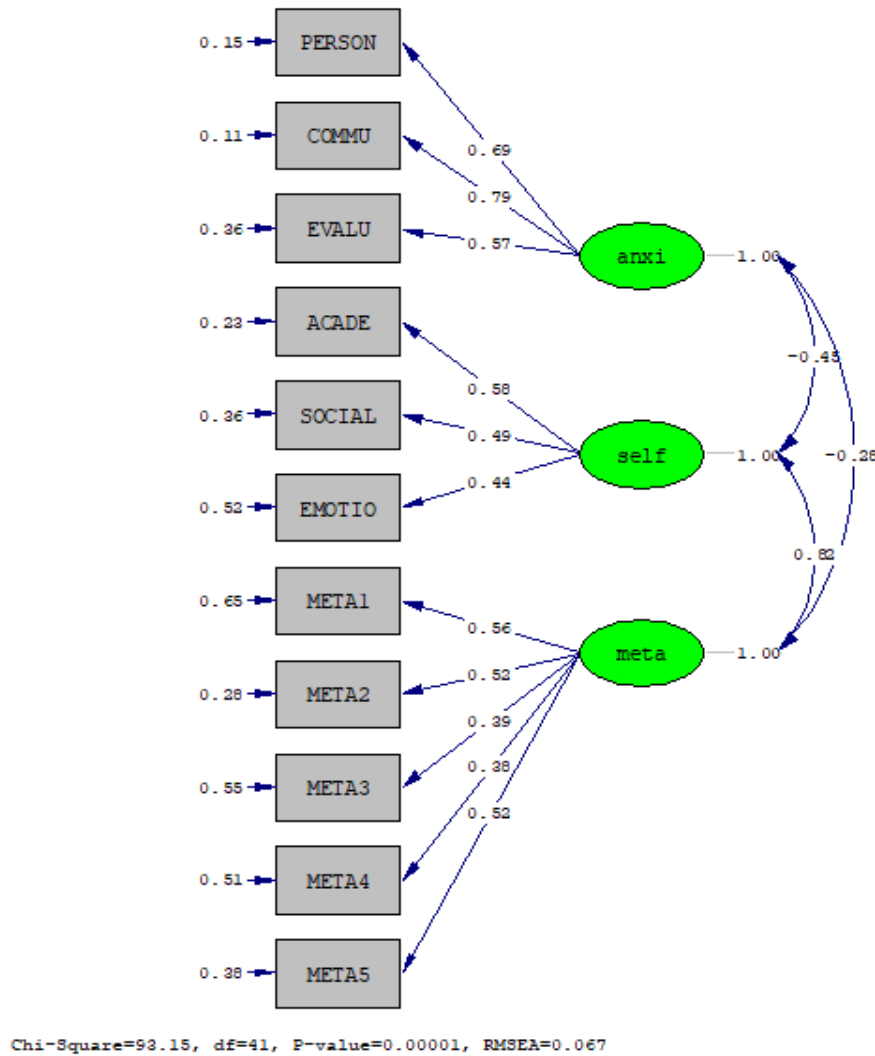 0.15 PERSON
0.69
0.11 COMMU
0.79
0.36 EVALU
0.57
anxi 1.00
0.23 ACADE
-0.45
0.58
0.36 SOCIAL
0.49
self 1.00
-0.28
0.44
0.52 EMOTIO
0.82
0.65 META1
0.56
meta 1.00
0.52
0.28 META2
0.39
0.38
0.55 META3
0.52
0.51 META4
0.38 META5
Chi-Square=93.15, df=41, P-value=0.00001, RMSEA=0.067